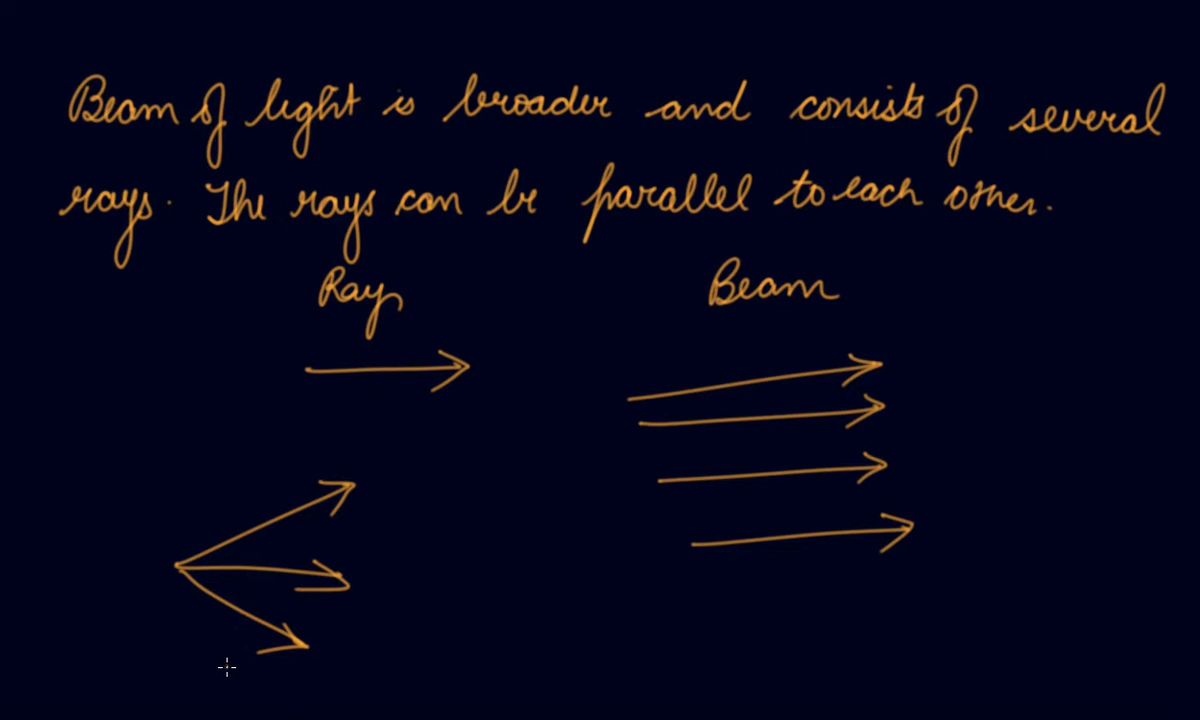 Beam of light is broader and consists of several
rays. The rays can be parallel to each other.
Ray Beam